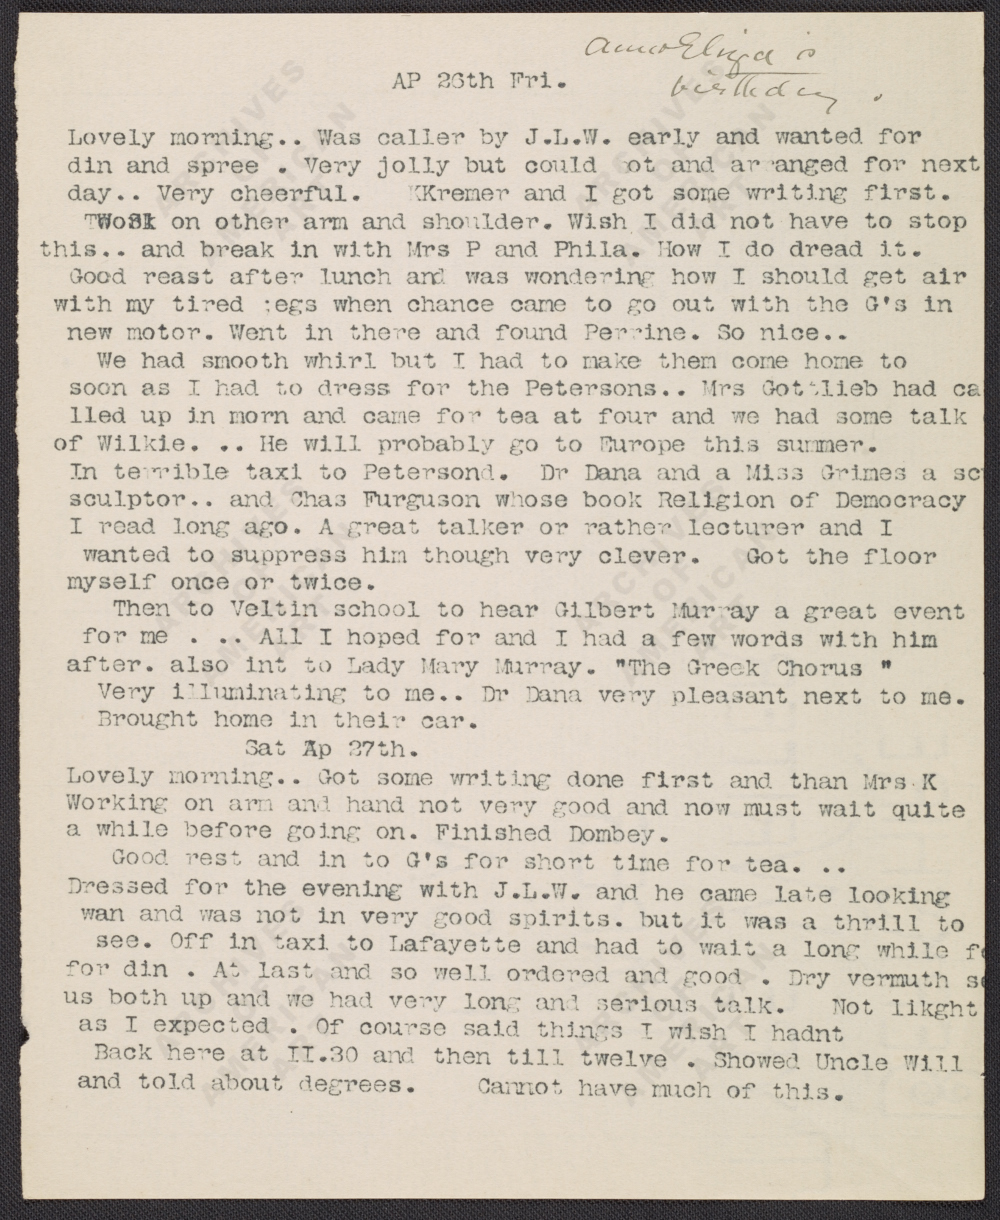 Anna Eliza's
birthday.
AP 26th Fri.
Lovely morning.. Was caller by J.L.W. early and wanted for
din and spree . Very jolly but could ot and ar anged for next
day.. Very cheerful. KKremer and I got some writing first.
on other arm and shoulder. Wish I did not have to stop
this.. and break in with Mrs P and Phila. How I do dread it.
Good reast after lunch and was wondering how I should get air
with my tired ;egs when chance came to go out with the G's in
new motor. Went in there and found Perrine. So nice..
We had smooth whirl but I had to make them come home to
soon as I had to dress for the Petersons.. Mrs Gottlieb had ca
lled up in morn and came for tea at four and we had some talk
of Wilkie. .. He will probably go to Europe this summer.
In terrible taxi to Petersond. Dr Dana and a Miss Grimes a sc
sculptor.. and Chas Furguson whose book Religion of Democracy
I read long ago. A great talker or rather lecturer and I
wanted to suppress him though very clever. Got the floor
myself once or twice.
Then to Veltin school to hear Gilbert Murray a great event
for me . .. All I hoped for and I had a few words with him
after. also int to Lady Mary Murray. "The Greek Chorus "
Very illuminating to me.. Dr Dana very pleasant next to me.
Brought home in their car.
Sat Ap 27th.
Lovely morning.. Got some writing done first and than Mrs K
Working on arm and hand not very good and now must wait quite
a while before going on. Finished Dombey.
Good rest and in to G's for short time for tea. ..
Dressed for the evening with J.L.W. and he came late looking
wan and was not in very good spirits. but it was a thrill to
see. Off in taxi to Lafayette and had to wait a long while fo
for din . At last and so well ordered and good . Dry vermuth se
us both up and we had very long and serious talk. Not likght
as I expected . Of course said things I wish I hadnt
Back here at II.30 and then till twelve . Showed Uncle Will
and told about degrees. Cannot have much of this.